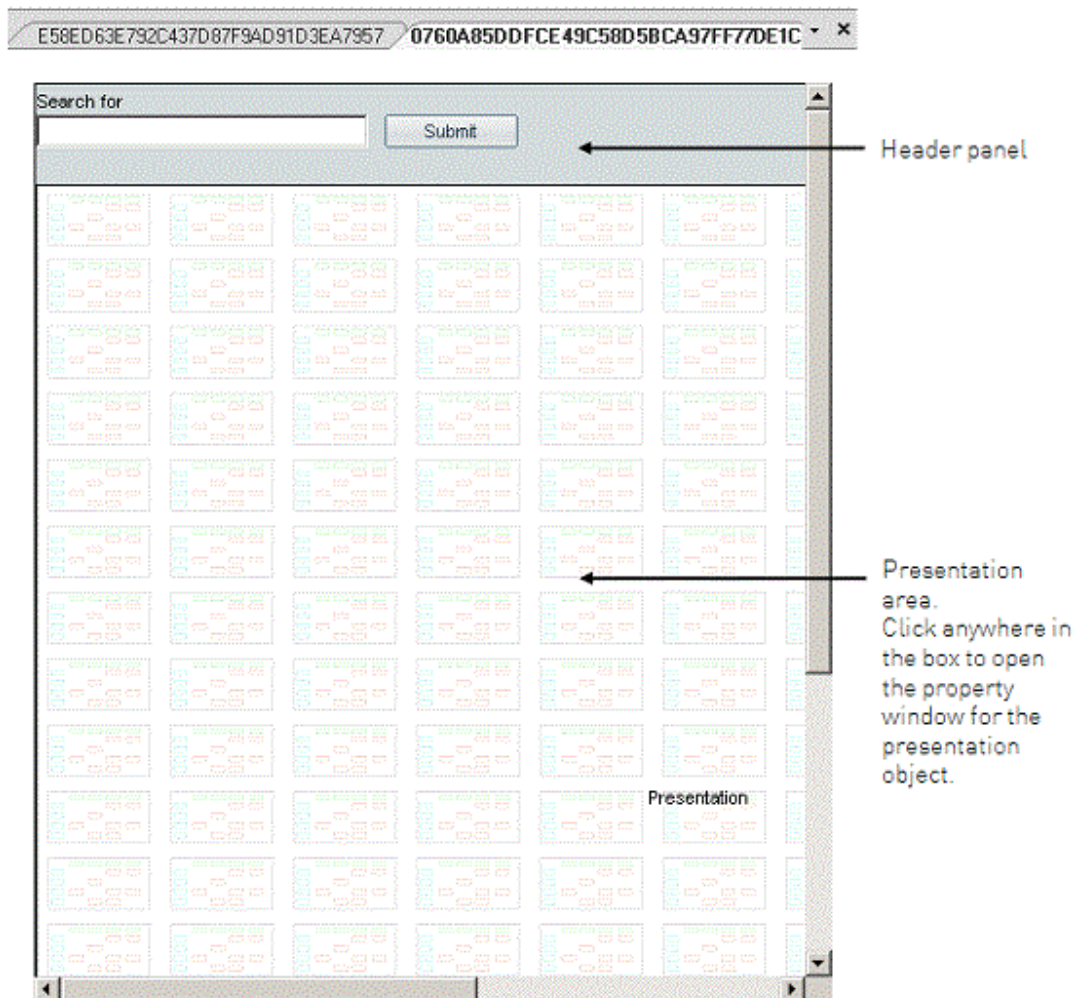 E58ED63E792C437D87F9AD91D3EA7957
0760A85DDFCE49C58D5BCA97FF77DE1C
Search for
Submit
Header panel
Presentation
area.
Click anywhere in
the box to open
the property
window for the
presentation
object.
Presentation